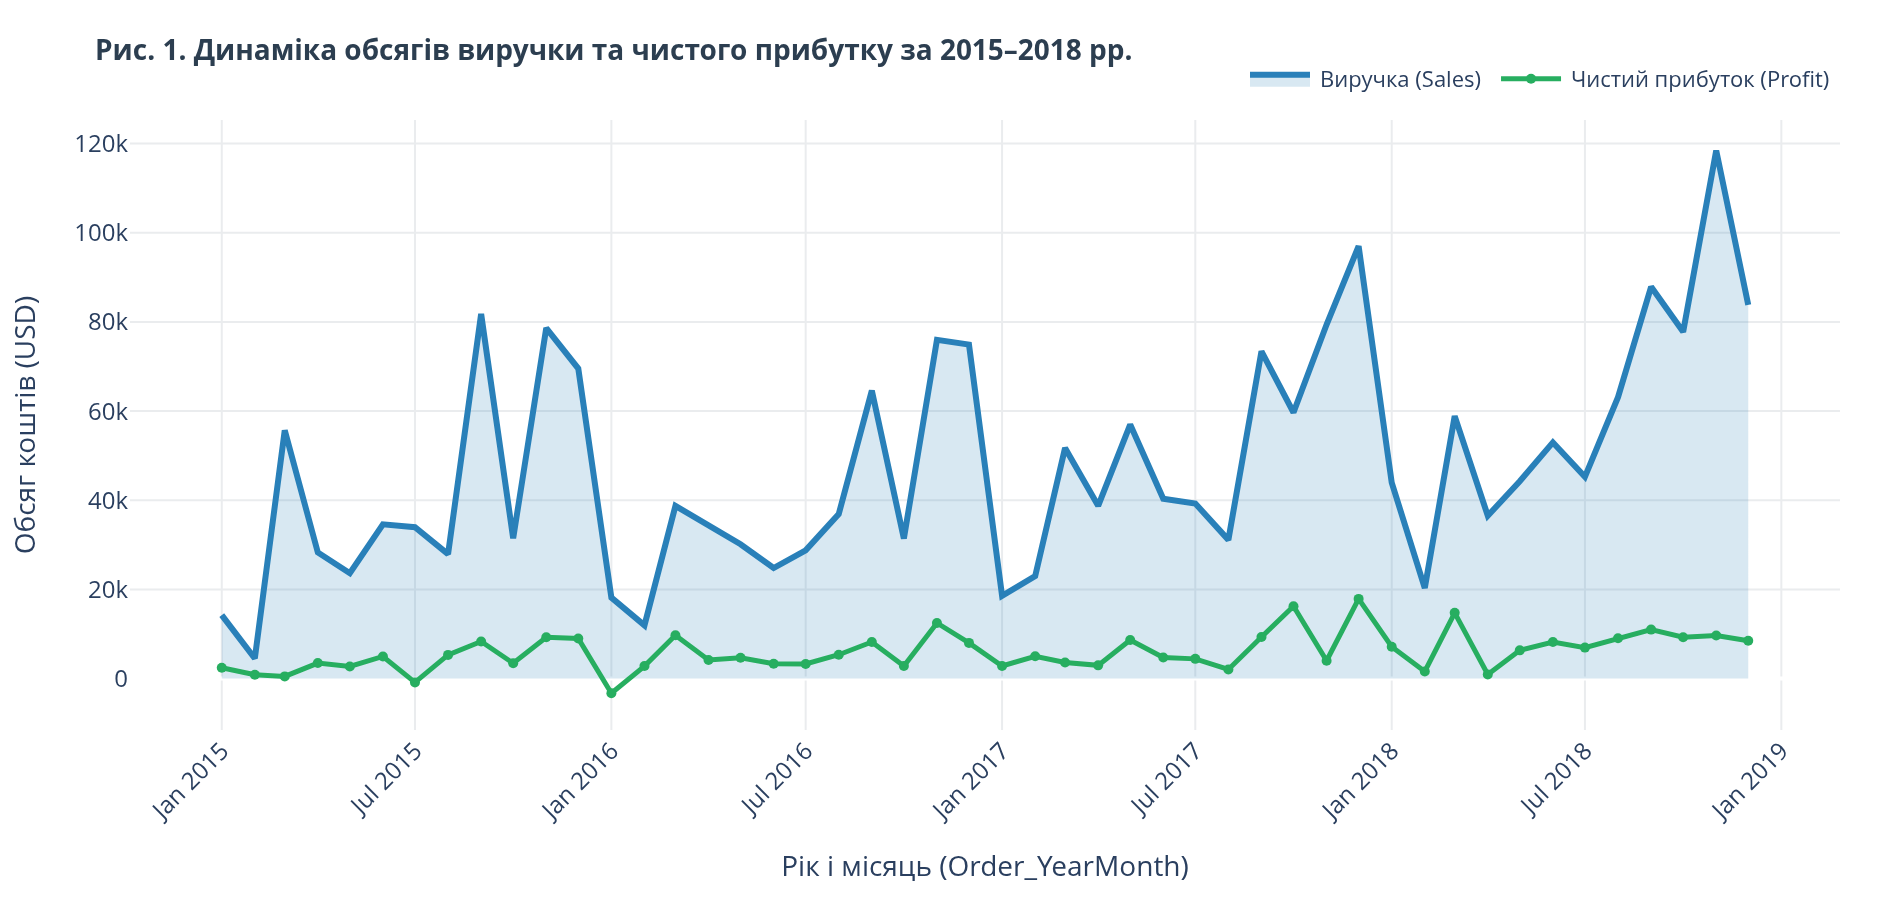 Рис. 1. Динаміка обсягів виручки та чистого прибутку за 2015–2018 рр.
Виручка (Sales)
Чистий прибуток (Profit)
120k
100k
80k
60k
40k
20k
0
Обсяг коштів (USD)
Jan 2015
Jul 2015
Jan 2016
Jul 2016
Jan 2017
Jul 2017
Jan 2018
Jul 2018
Jan 2019
Рік і місяць (Order_YearMonth)